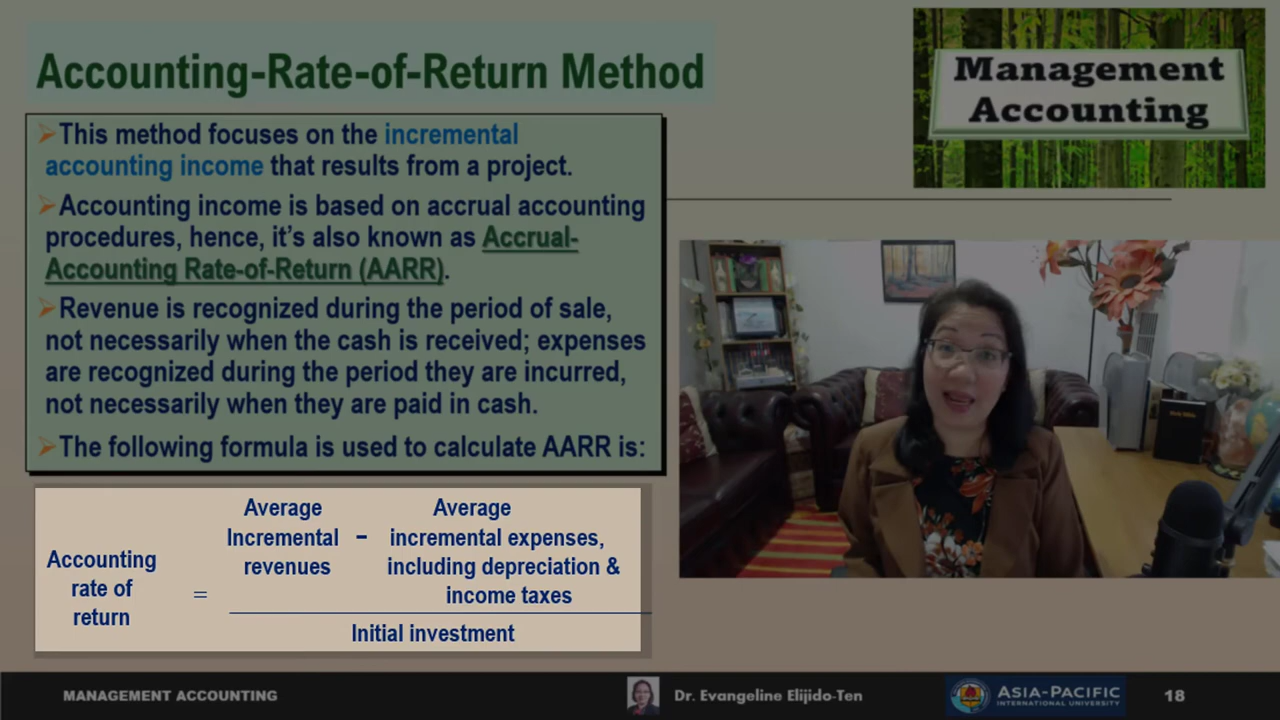 Accounting-Rate-of-Return Method
➢This method focuses on the incremental
accounting income that results from a project.
➢Accounting income is based on accrual accounting
procedures, hence, it’s also known as Accrual-
Accounting Rate-of-Return (AARR).
➢Revenue is recognized during the period of sale,
not necessarily when the cash is received; expenses
are recognized during the period they are incurred,
not necessarily when they are paid in cash.
➢The following formula is used to calculate AARR is:
Accounting
rate of
return
=
Average
Incremental
revenues
-
Average
incremental expenses,
including depreciation &
income taxes
Initial investment
Management
Accounting
Holy Bible
MANAGEMENT ACCOUNTING
Dr. Evangeline Elijido-Ten
ASIA-PACIFIC
INTERNATIONAL UNIVERSITY
18